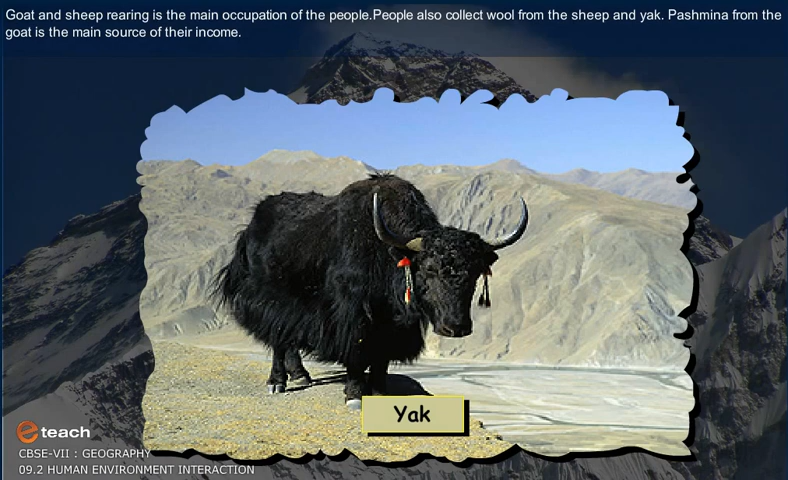 Goat and sheep rearing is the main occupation of the people.People also collect wool from the sheep and yak. Pashmina from the
goat is the main source of their income.
Yak
e teach
CBSE-VII : GEOGRAPHY
09.2 HUMAN ENVIRONMENT INTERACTION